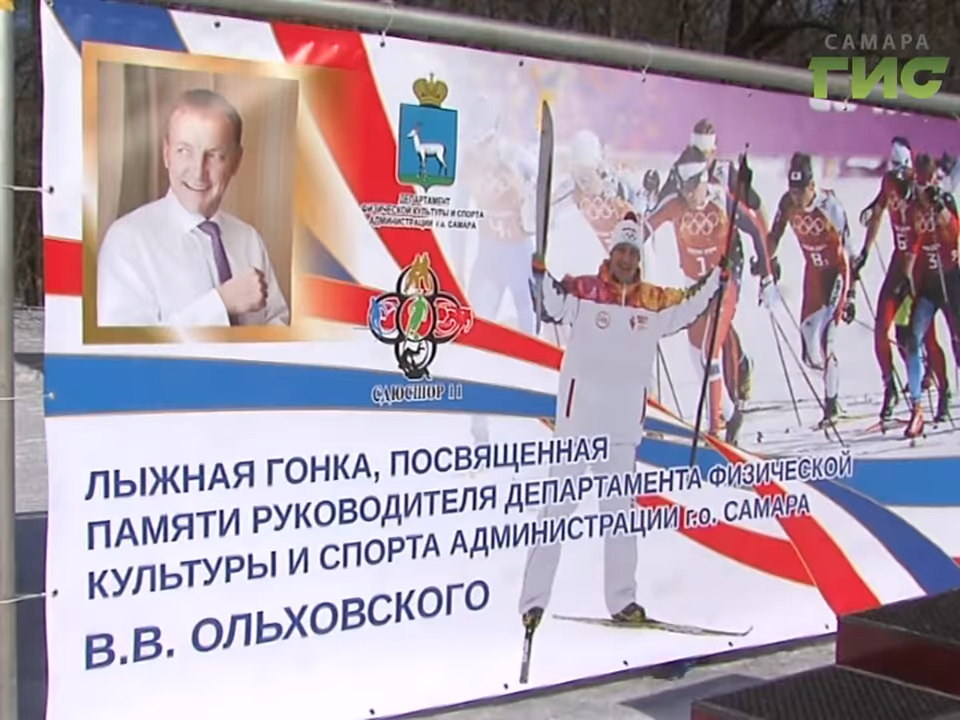 САМАРА
ГИС
ДЕПАРТАМЕНТ
ФИЗИЧЕСКОЙ КУЛЬТУРЫ И СПОРТА
АДМИНИСТРАЦИИ г.о. САМАРА
СДЮСШОР 11
ЛЫЖНАЯ ГОНКА, ПОСВЯЩЕННАЯ
ПАМЯТИ РУКОВОДИТЕЛЯ ДЕПАРТАМЕНТА ФИЗИЧЕСКОЙ
КУЛЬТУРЫ И СПОРТА АДМИНИСТРАЦИИ г.о. САМАРА
В.В. ОЛЬХОВСКОГО